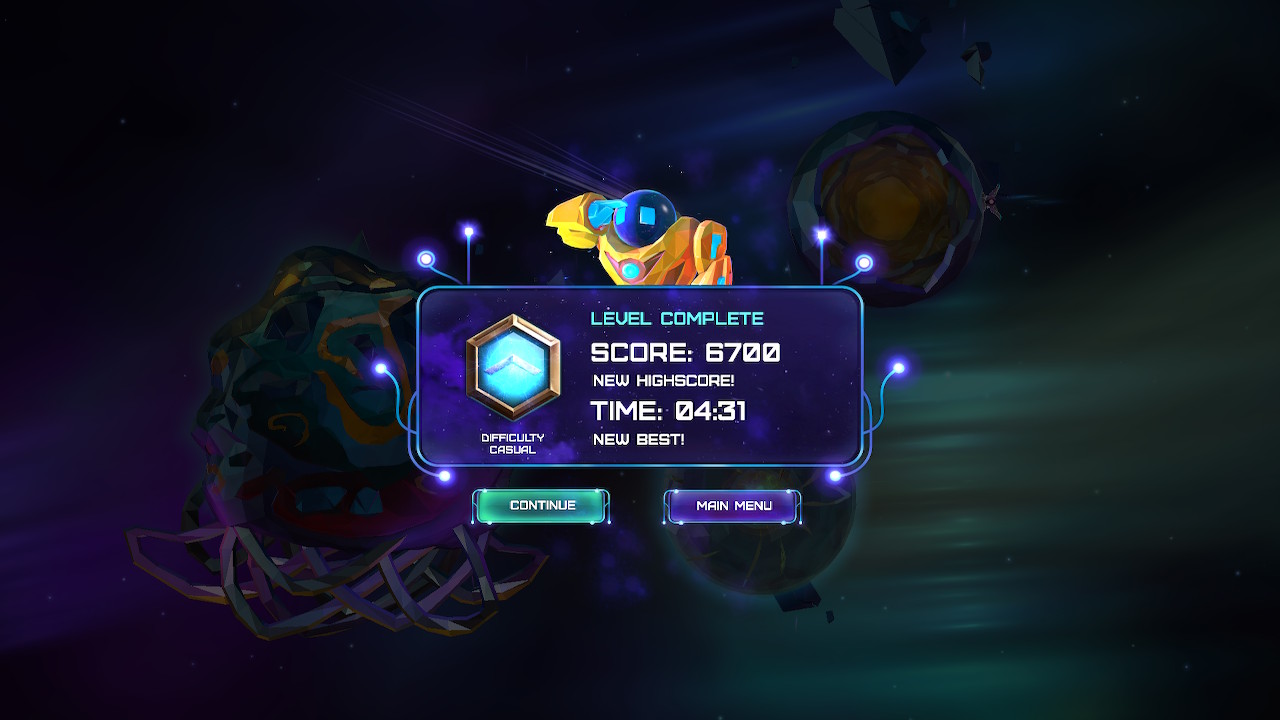 LEVEL COMPLETE
SCORE: 6700
NEW HIGHSCORE!
TIME: 04:31
NEW BEST!
DIFFICULTY
CASUAL
CONTINUE
MAIN MENU